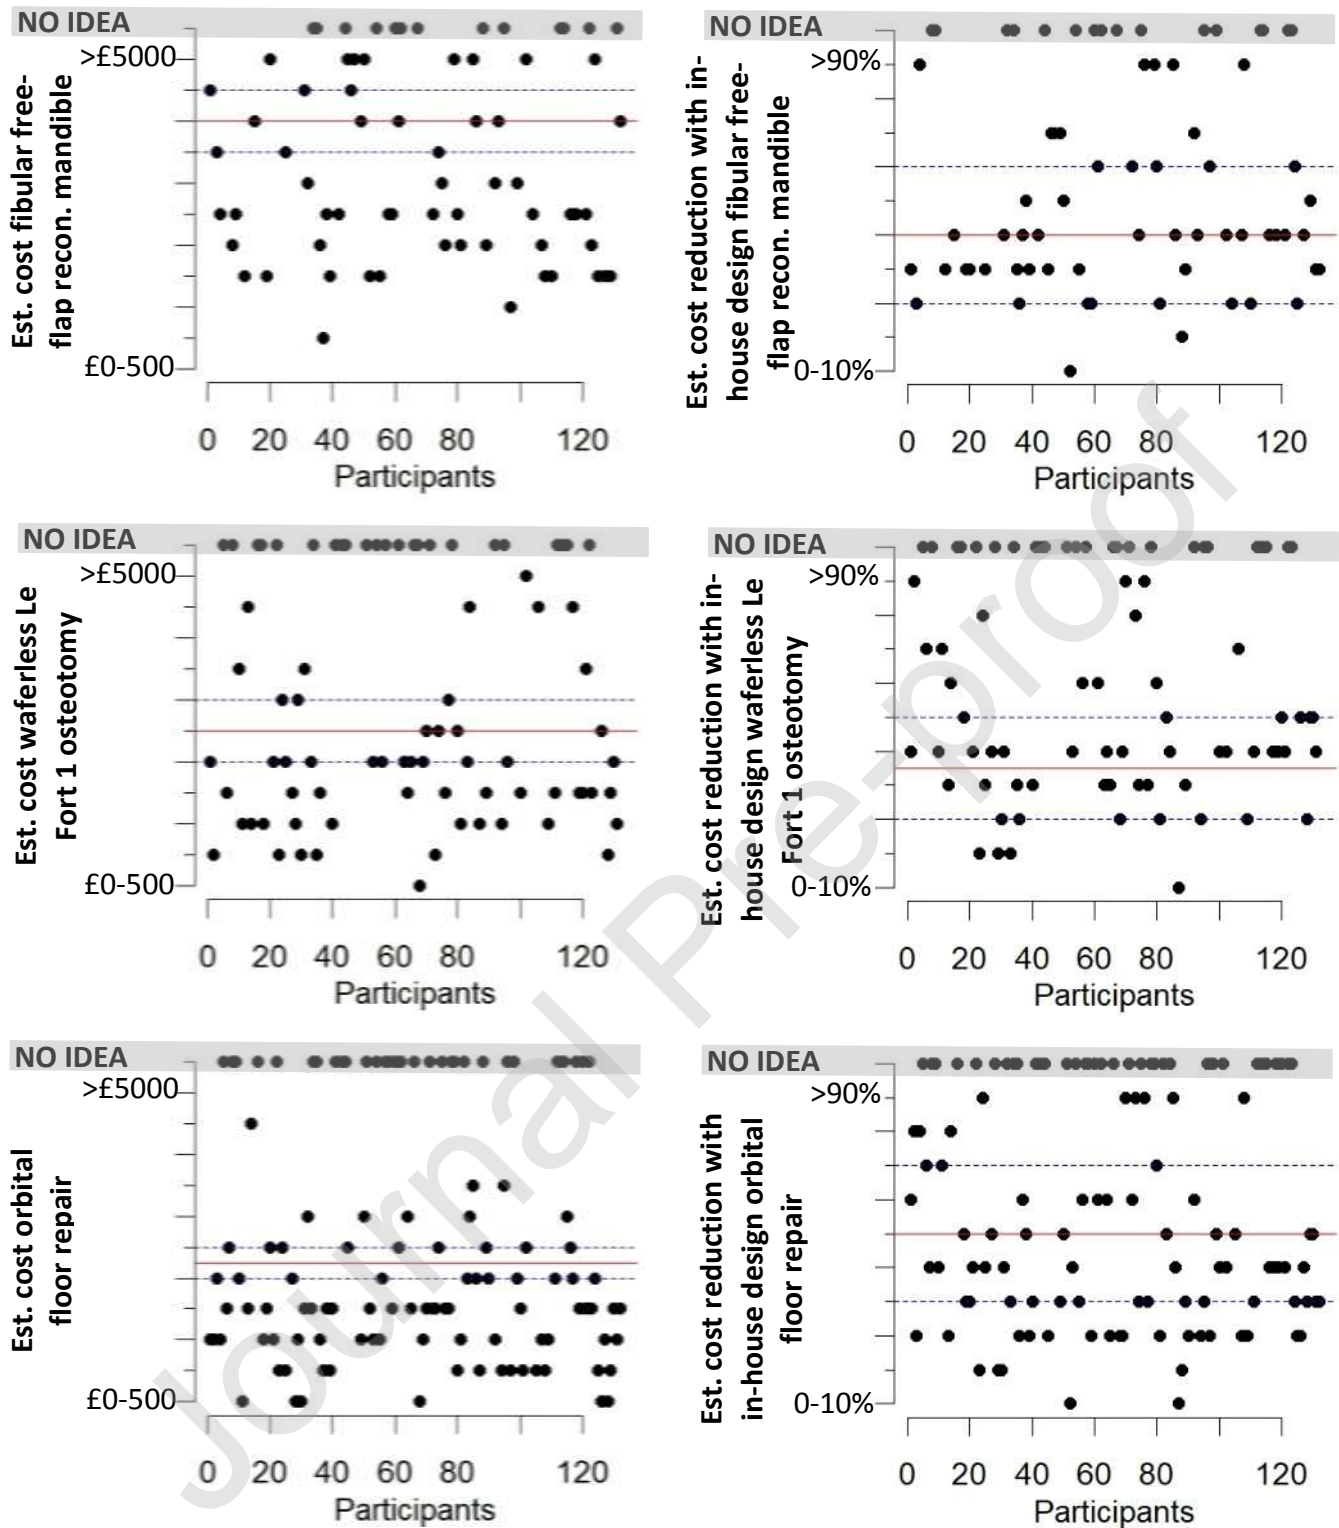 NO IDEA
>£5000
£0-500
Est. cost fibular free-
flap recon. mandible
0 20 40 60 80 120
Participants
NO IDEA
>90%
0-10%
Est. cost reduction with in-
house design fibular free-
flap recon. mandible
0 20 40 60 80 120
Participants
NO IDEA
>£5000
£0-500
Est. cost waferless Le
Fort 1 osteotomy
0 20 40 60 80 120
Participants
NO IDEA
>90%
0-10%
Est. cost reduction with in-
house design waferless Le
Fort 1 osteotomy
0 20 40 60 80 120
Participants
NO IDEA
>£5000
£0-500
Est. cost orbital
floor repair
0 20 40 60 80 120
Participants
NO IDEA
>90%
0-10%
Est. cost reduction with
in-house design orbital
floor repair
0 20 40 60 80 120
Participants
Journal Pre-proof